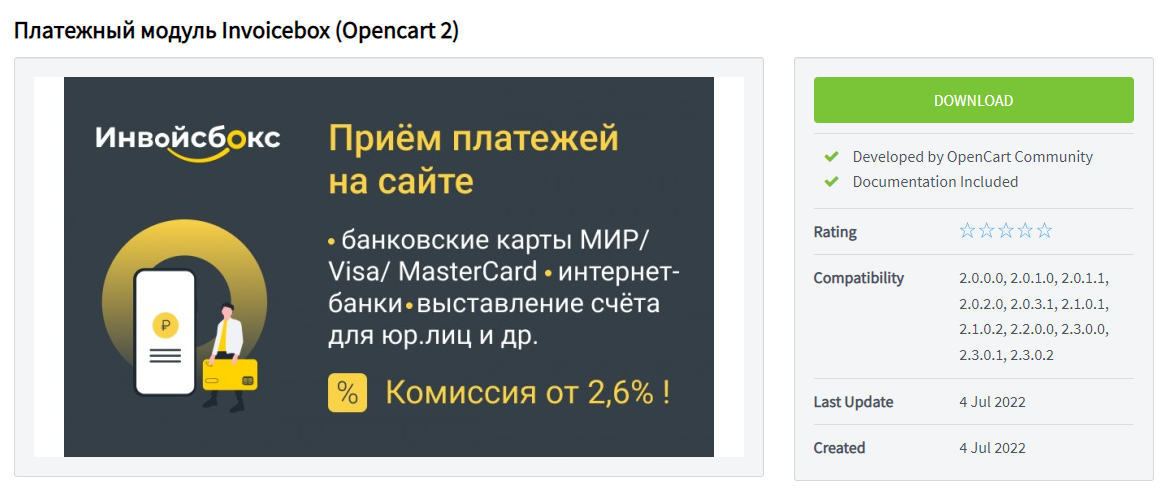 Платежный модуль Invoicebox (Opencart 2)
Инвойсбокс
Приём платежей
на сайте
• банковские карты МИР/
Visa/ MasterCard • интернет-
банки • выставление счёта
для юр.лиц и др.
% Комиссия от 2,6% !
₽
DOWNLOAD
Developed by OpenCart Community
Documentation Included
Rating
Compatibility
2.0.0.0, 2.0.1.0, 2.0.1.1,
2.0.2.0, 2.0.3.1, 2.1.0.1,
2.1.0.2, 2.2.0.0, 2.3.0.0,
2.3.0.1, 2.3.0.2
Last Update 4 Jul 2022
Created 4 Jul 2022